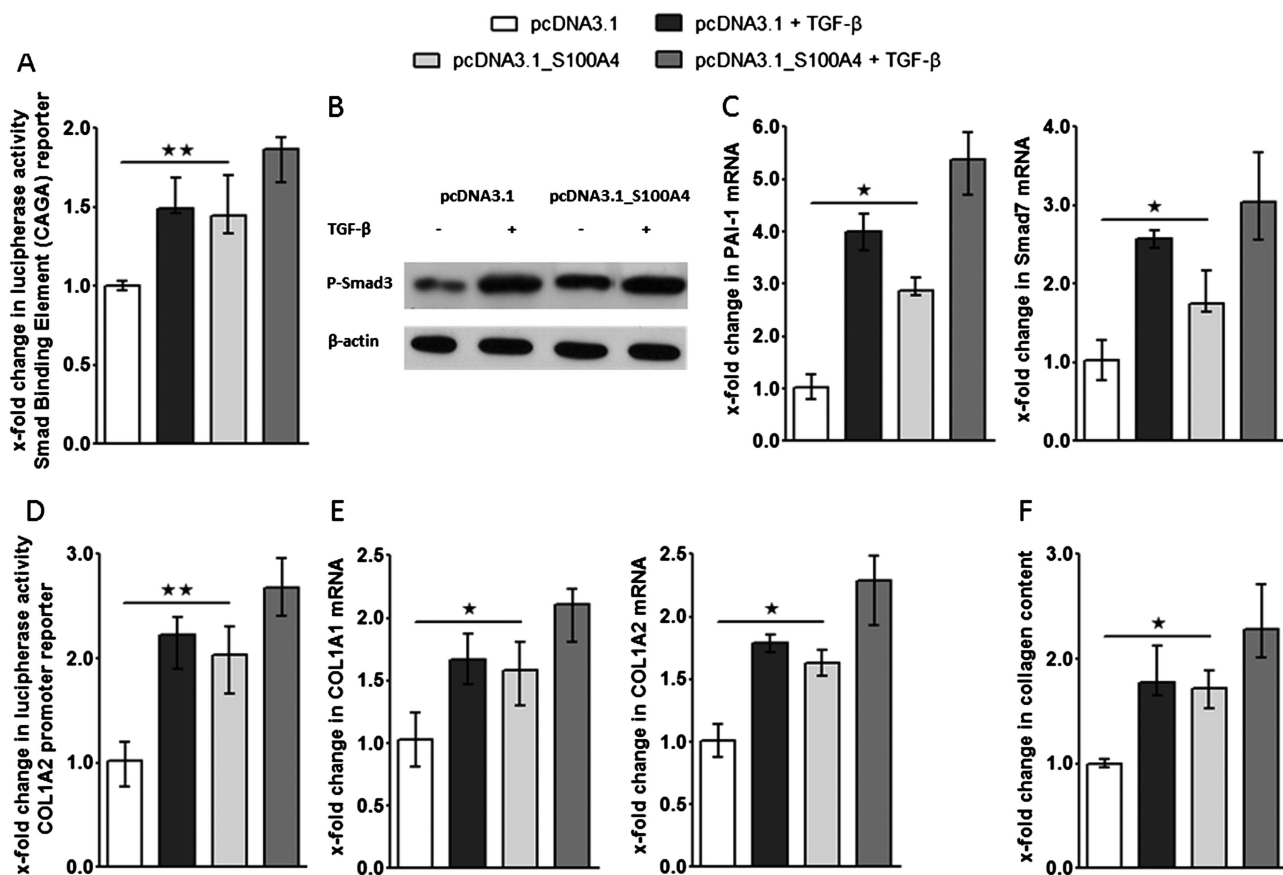 pcDNA3.1
pcDNA3.1 + TGF-β
pcDNA3.1_S100A4
pcDNA3.1_S100A4 + TGF-β
A
x-fold change in lucipherase activity
Smad Binding Element (CAGA) reporter
2.0
1.5
1.0
0.5
0.0
★★
B
pcDNA3.1
pcDNA3.1_S100A4
TGF-β - + - +
P-Smad3
β-actin
C
x-fold change in PAI-1 mRNA
6.0
5.0
4.0
3.0
2.0
1.0
0.0
★
x-fold change in Smad7 mRNA
4.0
3.0
2.0
1.0
0.0
★
D
x-fold change in lucipherase activity
COL1A2 promoter reporter
3.0
2.0
1.0
0.0
★★
E
x-fold change in COL1A1 mRNA
2.5
2.0
1.5
1.0
0.5
0.0
★
x-fold change in COL1A2 mRNA
2.5
2.0
1.5
1.0
0.5
0.0
★
F
x-fold change in collagen content
3.0
2.0
1.0
0.0
★